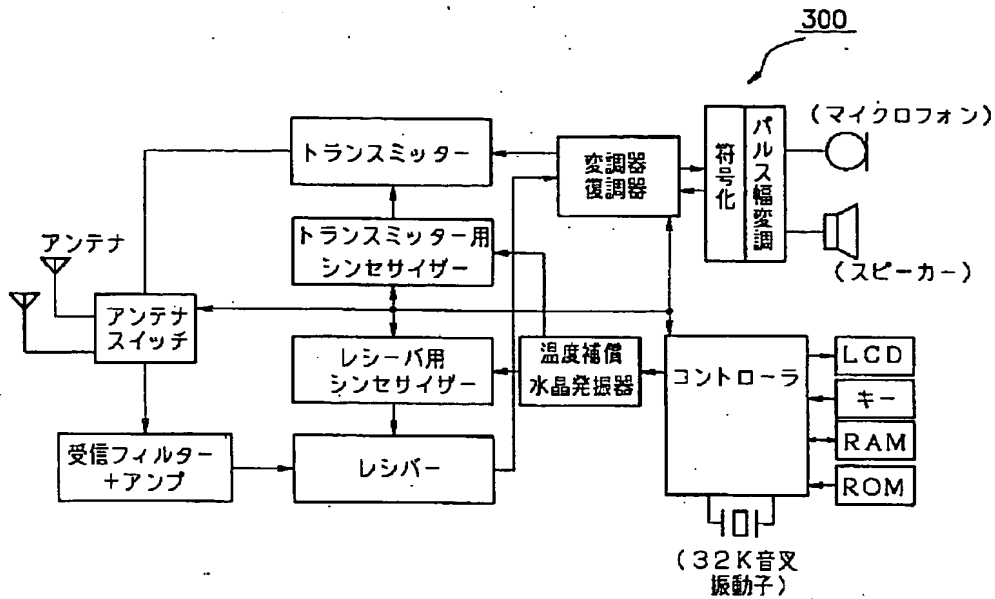 300
(マイクロフォン)
トランスミッター
変調器
復調器
符号化
パルス幅変調
トランスミッター用
シンセサイザー
(スピーカー)
アンテナ
アンテナ
スイッチ
レシーバ用
シンセサイザー
温度補償
水晶発振器
コントローラ
LCD
キー
RAM
ROM
受信フィルター
+アンプ
レシバー
(32K音叉
振動子)